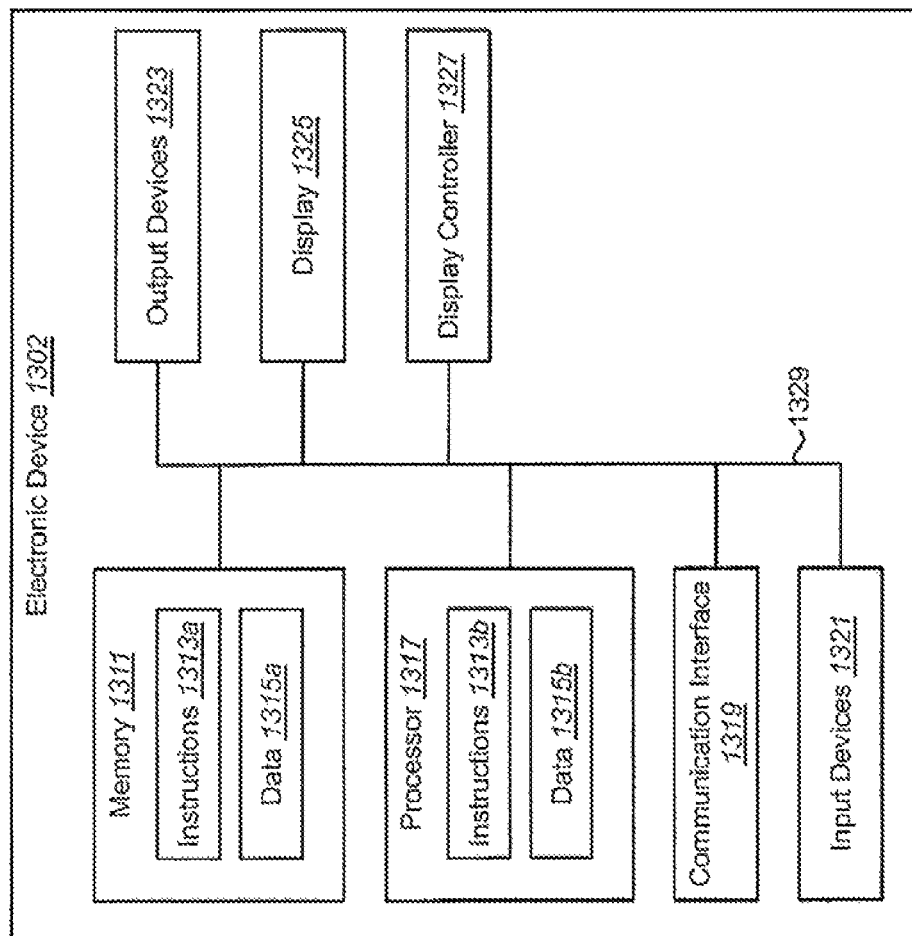 Electronic Device 1302
Memory 1311
Instructions 1313a
Data 1315a
Processor 1317
Instructions 1313b
Data 1315b
Communication Interface
1319
Input Devices 1321
Output Devices 1323
Display 1325
Display Controller 1327
1329